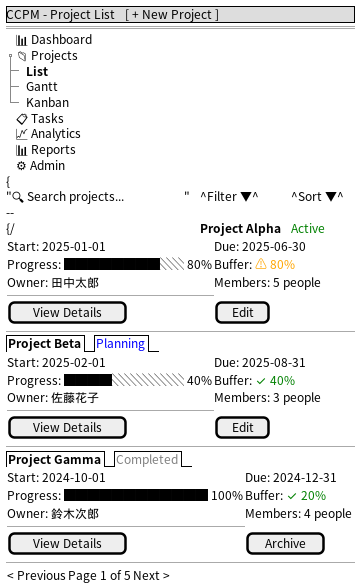 CCPM - Project List [ + New Project ]
📊 Dashboard
📁 Projects
List
Gantt
Kanban
📋 Tasks
📈 Analytics
📊 Reports
⚙ Admin
{
"🔍 Search projects... " ^Filter ▼^ ^Sort ▼^
--
{/ Project Alpha Active
Start: 2025-01-01 Due: 2025-06-30
Progress: 80% Buffer: ⚠ 80%
Owner: 田中太郎 Members: 5 people
View Details Edit
Project Beta Planning
Start: 2025-02-01 Due: 2025-08-31
Progress: 40% Buffer: ✓ 40%
Owner: 佐藤花子 Members: 3 people
View Details Edit
Project Gamma Completed
Start: 2024-10-01 Due: 2024-12-31
Progress: 100% Buffer: ✓ 20%
Owner: 鈴木次郎 Members: 4 people
View Details Archive
< Previous Page 1 of 5 Next >